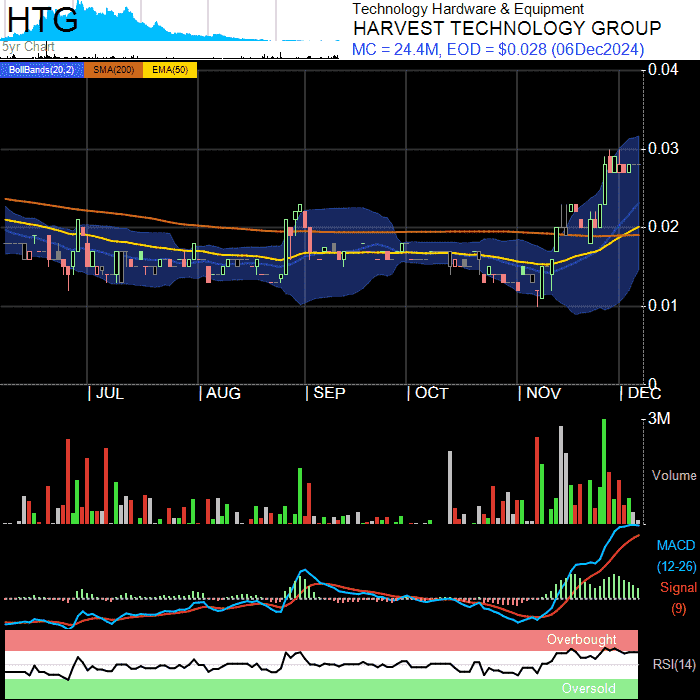 HTG
5yr Chart
Technology Hardware & Equipment
HARVEST TECHNOLOGY GROUP
MC = 24.4M, EOD = $0.028 (06Dec2024)
BollBands(20,2) SMA(200) EMA(50)
0.04
0.03
0.02
0.01
0
JUL AUG SEP OCT NOV DEC
3M
Volume
MACD
(12-26)
Signal
(9)
Overbought
RSI(14)
Oversold